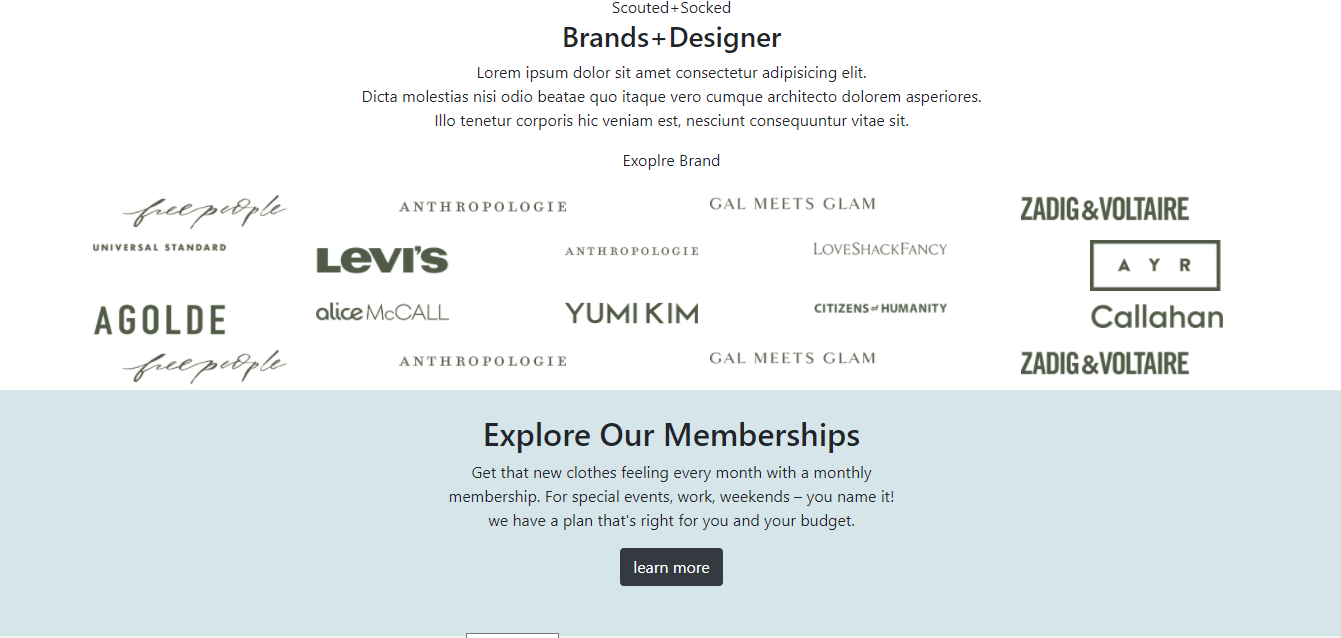 Scouted+Socked
Brands+Designer
Lorem ipsum dolor sit amet consectetur adipisicing elit.
Dicta molestias nisi odio beatae quo itaque vero cumque architecto dolorem asperiores.
Illo tenetur corporis hic veniam est, nesciunt consequuntur vitae sit.
Exoplre Brand
free people ANTHROPOLOGIE GAL MEETS GLAM ZADIG&VOLTAIRE
UNIVERSAL STANDARD LEVI'S ANTHROPOLOGIE LOVESHACKFANCY AYR
AGOLDE alice McCALL YUMI KIM CITIZENS of HUMANITY Callahan
free people ANTHROPOLOGIE GAL MEETS GLAM ZADIG&VOLTAIRE
Explore Our Memberships
Get that new clothes feeling every month with a monthly
membership. For special events, work, weekends – you name it!
we have a plan that's right for you and your budget.
learn more